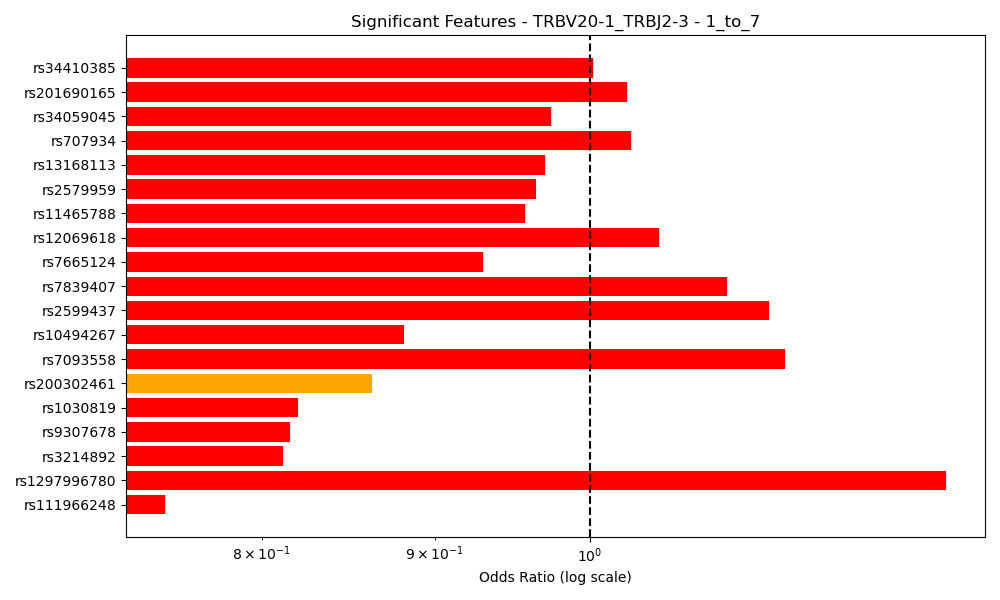 Significant Features - TRBV20-1_TRBJ2-3 - 1_to_7
rs34410385
rs201690165
rs34059045
rs707934
rs13168113
rs2579959
rs11465788
rs12069618
rs7665124
rs7839407
rs2599437
rs10494267
rs7093558
rs200302461
rs1030819
rs9307678
rs3214892
rs1297996780
rs111966248
8 × 10⁻¹ 9 × 10⁻¹ 10⁰
Odds Ratio (log scale)